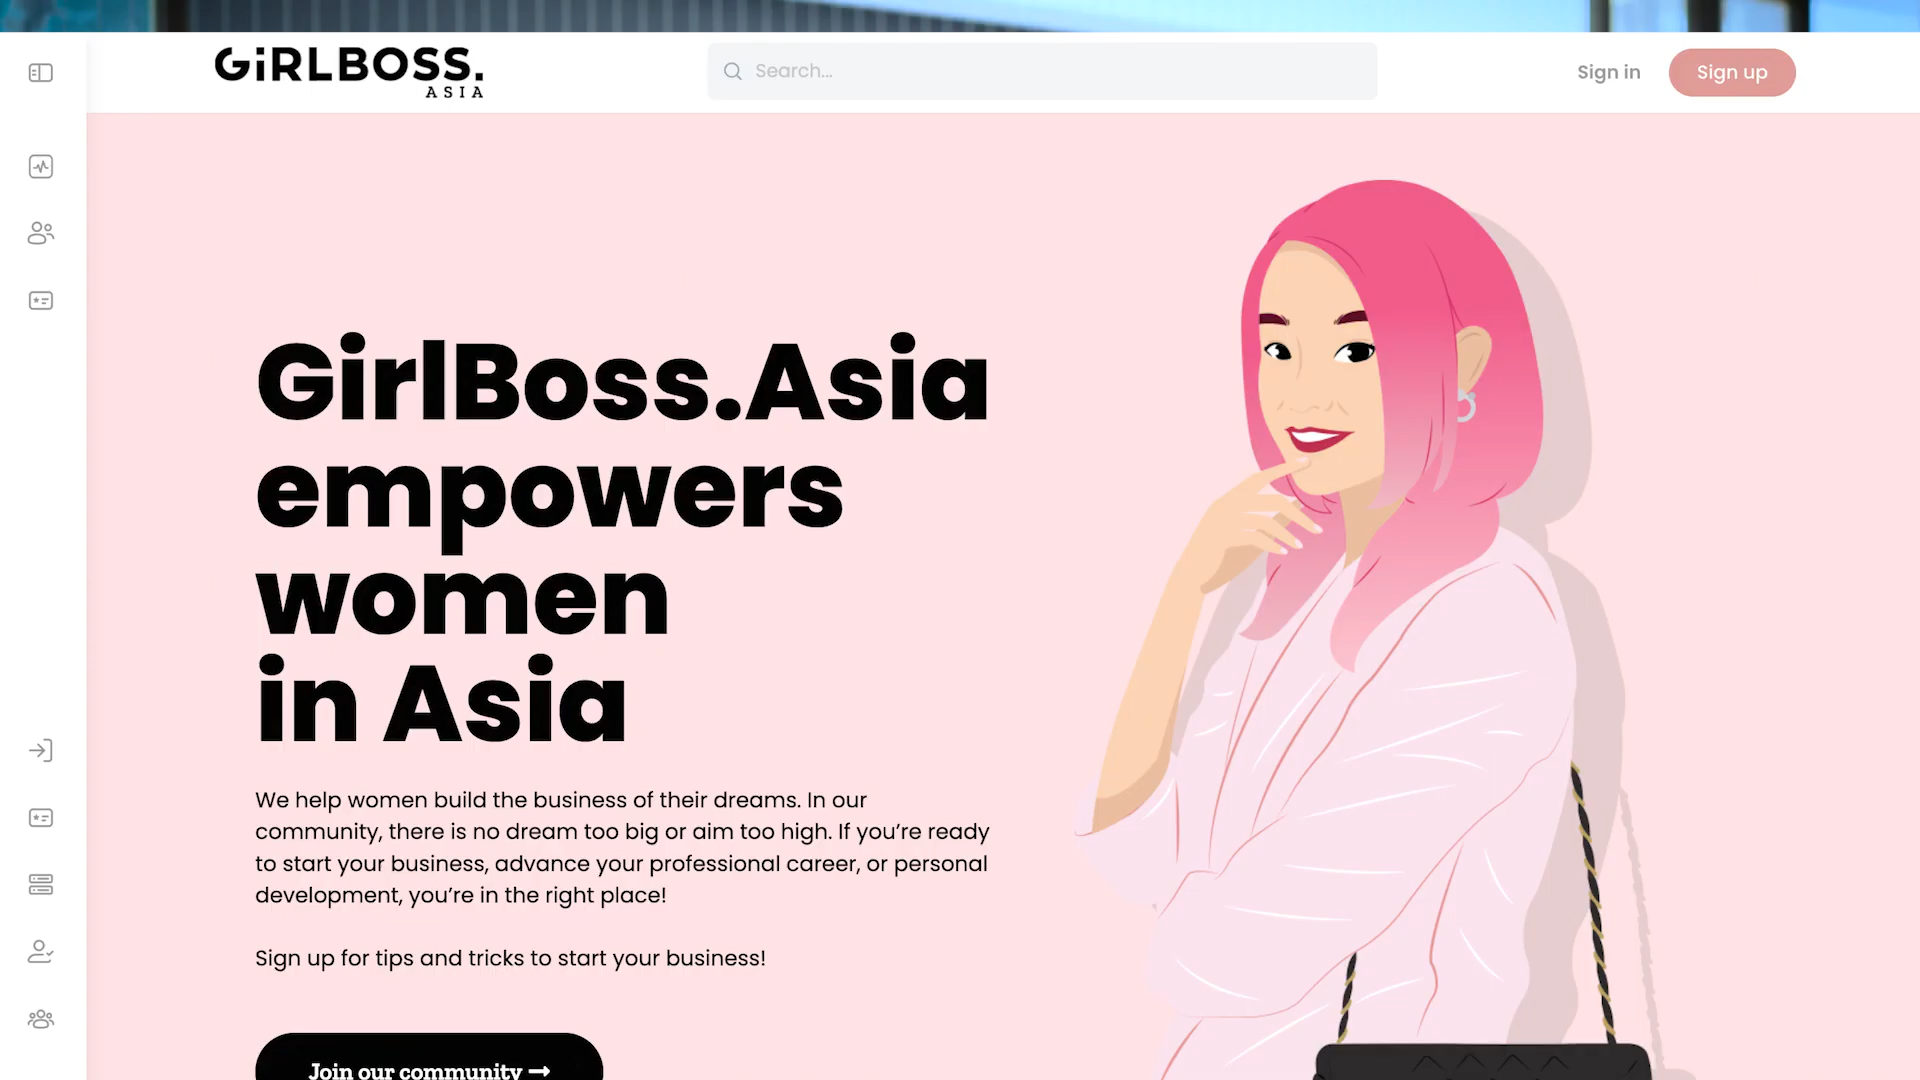 GiRLBOSS.
ASIA
Search...
Sign in
Sign up
GirlBoss.Asia
empowers
women
in Asia
We help women build the business of their dreams. In our
community, there is no dream too big or aim too high. If you’re ready
to start your business, advance your professional career, or personal
development, you’re in the right place!
Sign up for tips and tricks to start your business!
Join our community →